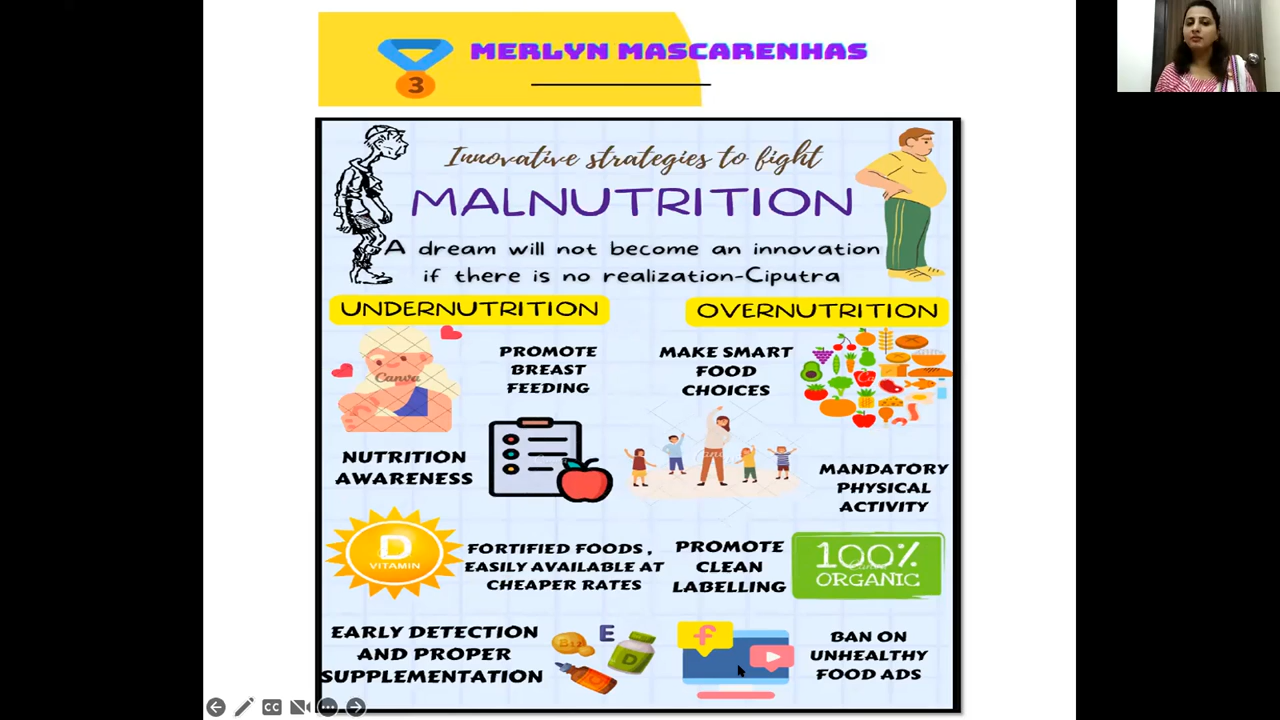 3
MERLYN MASCARENHAS
Innovative strategies to fight
MALNUTRITION
A dream will not become an innovation
if there is no realization-Ciputra
UNDERNUTRITION
OVERNUTRITION
Canva
PROMOTE
BREAST
FEEDING
MAKE SMART
FOOD
CHOICES
NUTRITION
AWARENESS
MANDATORY
PHYSICAL
ACTIVITY
D
VITAMIN
FORTIFIED FOODS,
EASILY AVAILABLE AT
CHEAPER RATES
PROMOTE
CLEAN
LABELLING
100%
ORGANIC
EARLY DETECTION
AND PROPER
SUPPLEMENTATION
E
D
f
BAN ON
UNHEALTHY
FOOD ADS
CC